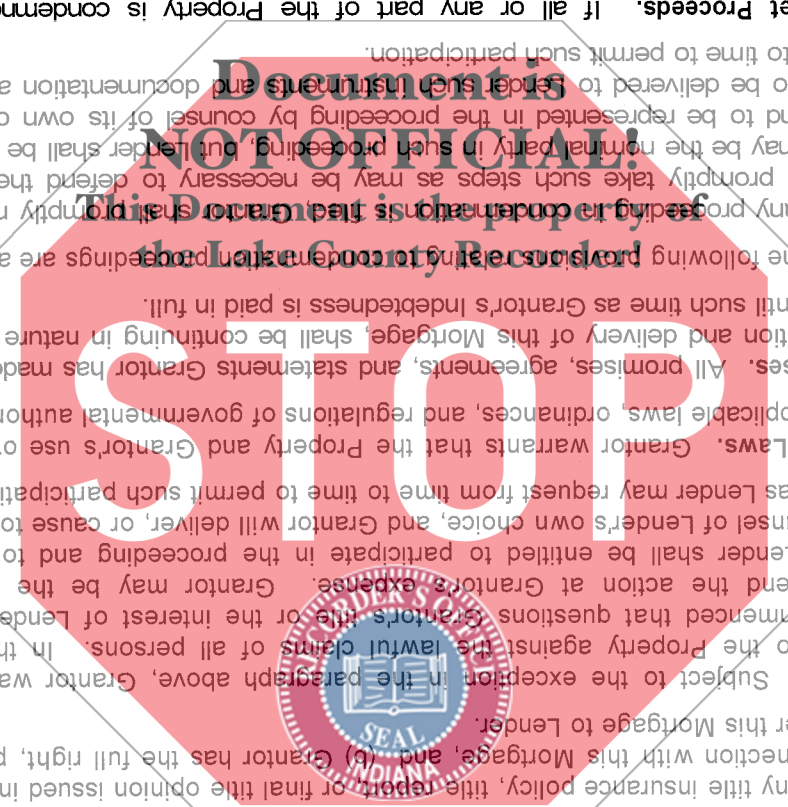 Document is
NOT OFFICIAL!
This Document is the property of
the Lake County Recorder!
STOP
RECORDER'S OFFICE
SEAL
INDIANA
ny title insurance policy, title report, or final title opinion issued in
nection with this Mortgage, and (b) Grantor has the full right, p
er this Mortgage to Lender.
Subject to the exception in the paragraph above, Grantor wa
o the Property against the lawful claims of all persons. In th
mmenced that questions Grantor's title or the interest of Lende
end the action at Grantor's expense. Grantor may be the
ender shall be entitled to participate in the proceeding and to
nsel of Lender's own choice, and Grantor will deliver, or cause to
as Lender may request from time to time to permit such participati
Laws. Grantor warrants that the Property and Grantor's use o
pplicable laws, ordinances, and regulations of governmental author
ses. All promises, agreements, and statements Grantor has made
tion and delivery of this Mortgage, shall be continuing in nature
ntil such time as Grantor's Indebtedness is paid in full.
he following provisions relating to condemnation proceedings are a
any proceeding in condemnation is filed, Grantor shall promptly n
promptly take such steps as may be necessary to defend the
may be the nominal party in such proceeding, but Lender shall be
nd to be represented in the proceeding by counsel of its own c
o be delivered to Lender such instruments and documentation a
to time to permit such participation.
et Proceeds. If all or any part of the Property is condemn